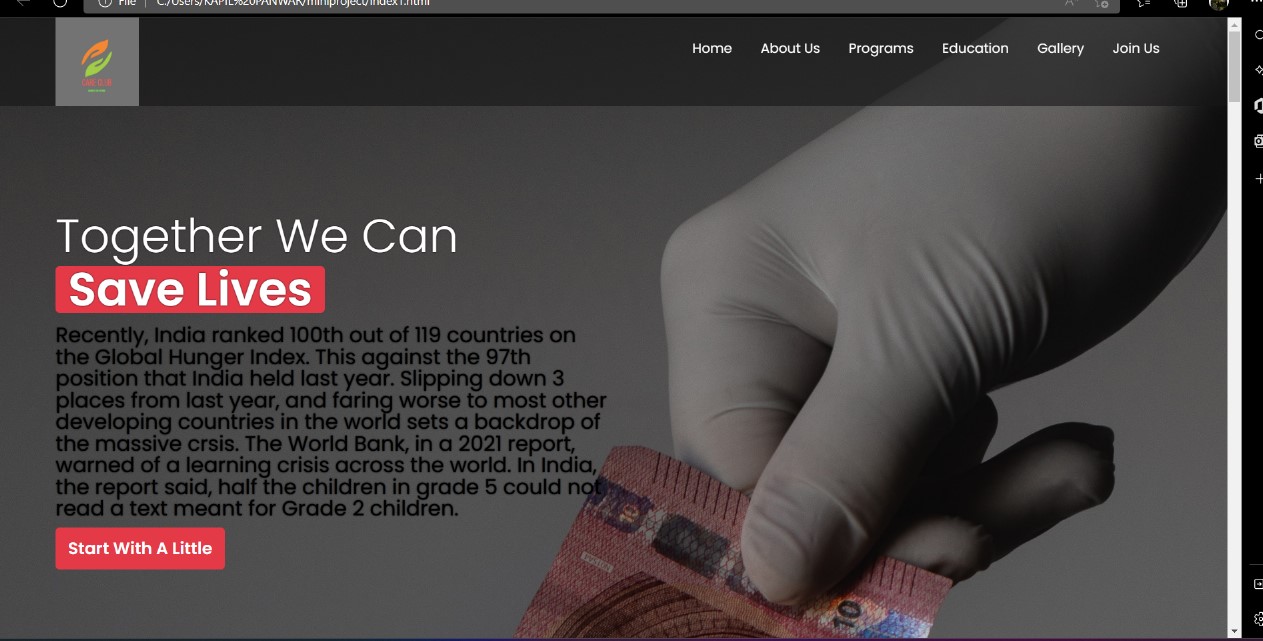 File
C:/Users/KAPIL%20PANWAR/miniproject/index1.html
Home About Us Programs Education Gallery Join Us
Together We Can
Save Lives
Recently, India ranked 100th out of 119 countries on
the Global Hunger Index. This against the 97th
position that India held last year. Slipping down 3
places from last year, and faring worse to most other
developing countries in the world sets a backdrop of
the massive crsis. The World Bank, in a 2021 report,
warned of a learning crisis across the world. In India,
the report said, half the children in grade 5 could not
read a text meant for Grade 2 children.
Start With A Little
10
10